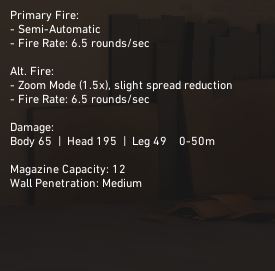 Primary Fire:
- Semi-Automatic
- Fire Rate: 6.5 rounds/sec
Alt. Fire:
- Zoom Mode (1.5x), slight spread reduction
- Fire Rate: 6.5 rounds/sec
Damage:
Body 65 | Head 195 | Leg 49 0-50m
Magazine Capacity: 12
Wall Penetration: Medium